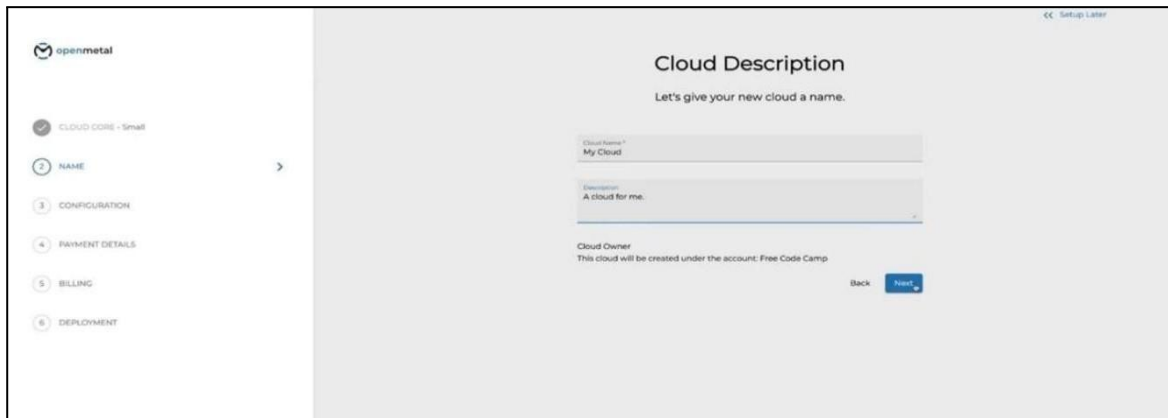 << Setup Later
openmetal
CLOUD CORE - Small
2 NAME >
3 CONFIGURATION
4 PAYMENT DETAILS
5 BILLING
6 DEPLOYMENT
Cloud Description
Let's give your new cloud a name.
Cloud Name *
My Cloud
Description
A cloud for me.
Cloud Owner
This cloud will be created under the account: Free Code Camp
Back Next